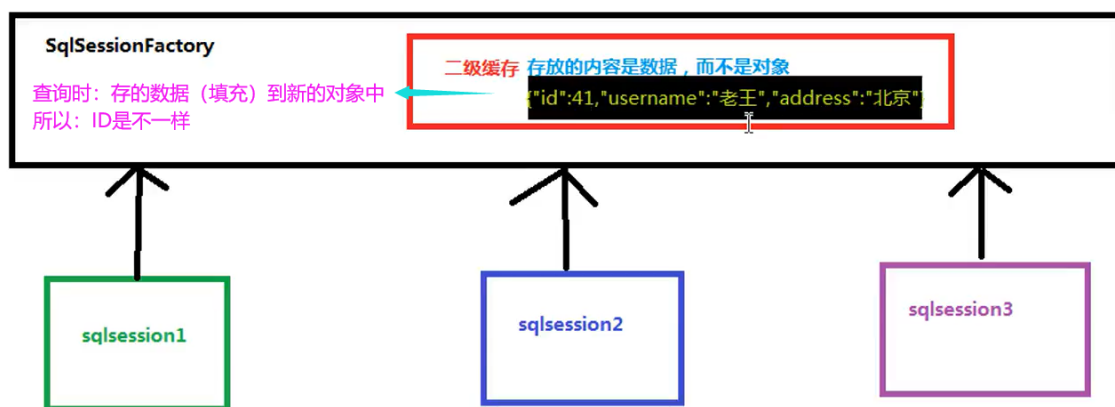 SqlSessionFactory
二级缓存 存放的内容是数据，而不是对象
查询时：存的数据（填充）到新的对象中
{"id":41,"username":"老王","address":"北京"}
所以：ID是不一样
sqlsession1
sqlsession2
sqlsession3